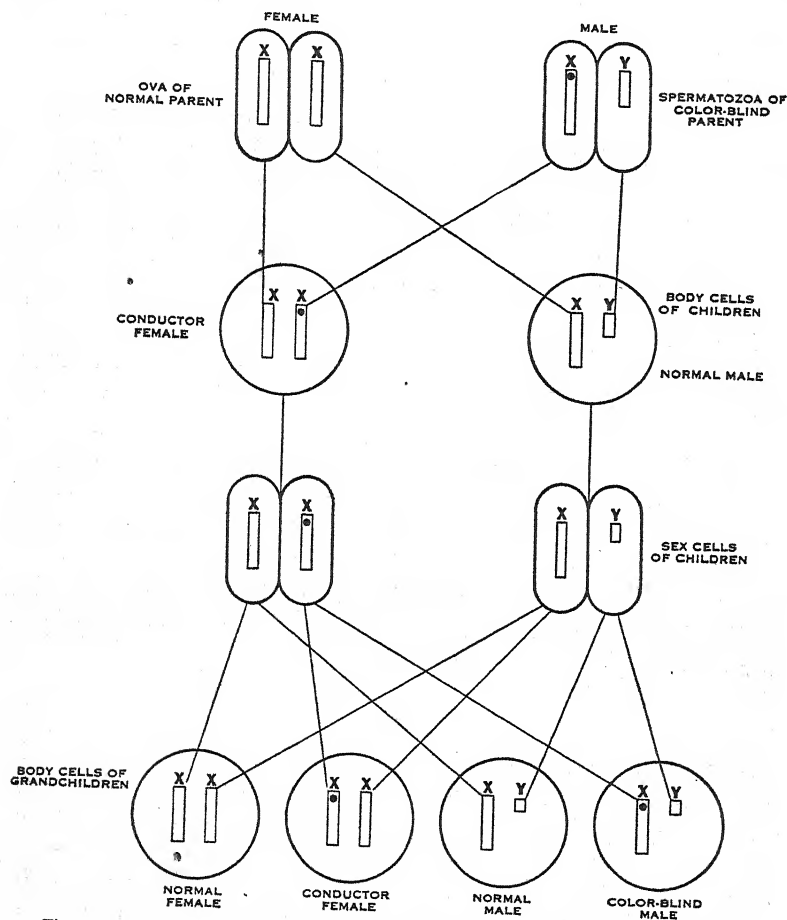 FEMALE
MALE
X X
X Y
OVA OF
NORMAL PARENT
SPERMATOZOA OF
COLOR-BLIND
PARENT
X X
X Y
CONDUCTOR
FEMALE
BODY CELLS
OF CHILDREN
NORMAL MALE
X X
X Y
SEX CELLS
OF CHILDREN
BODY CELLS OF
GRANDCHILDREN
X X
X X
X Y
X Y
NORMAL
FEMALE
CONDUCTOR
FEMALE
NORMAL
MALE
COLOR-BLIND
MALE